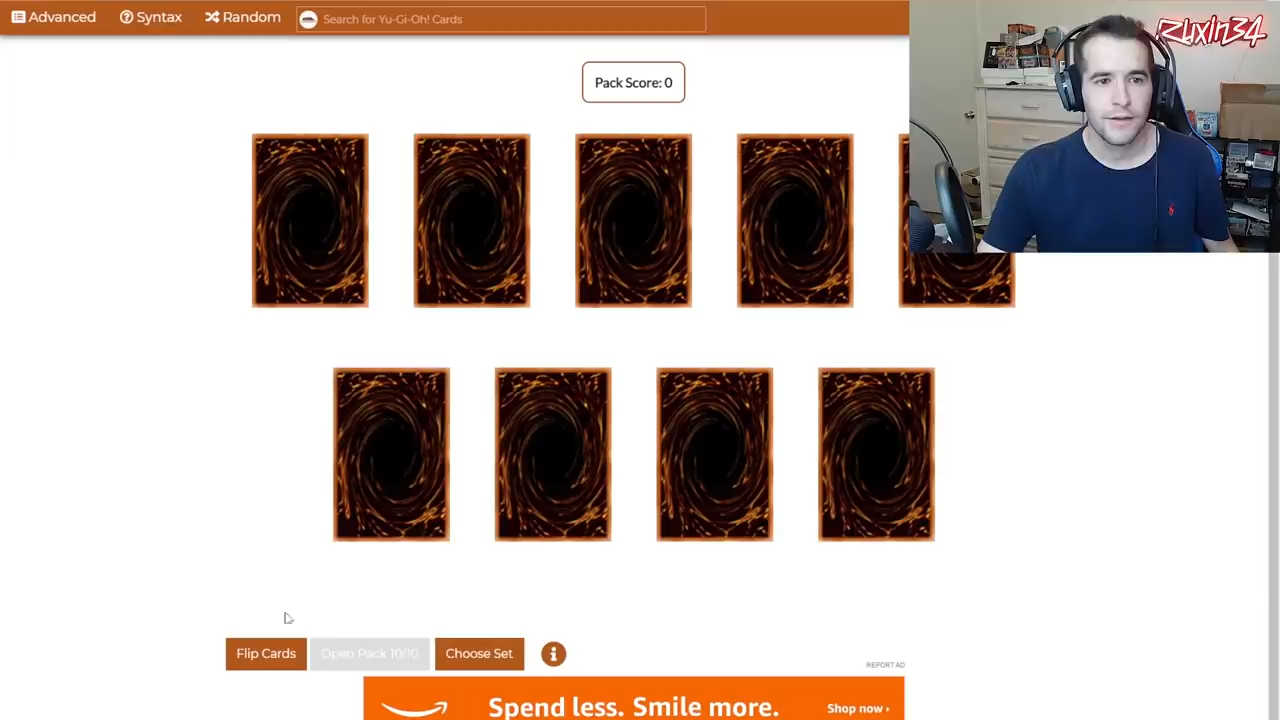 Advanced
Syntax
Random
Search for Yu-Gi-Oh! Cards
Ruxin34
Pack Score: 0
Flip Cards
Open Pack 10/10
Choose Set
REPORT AD
Spend less. Smile more.
Shop now